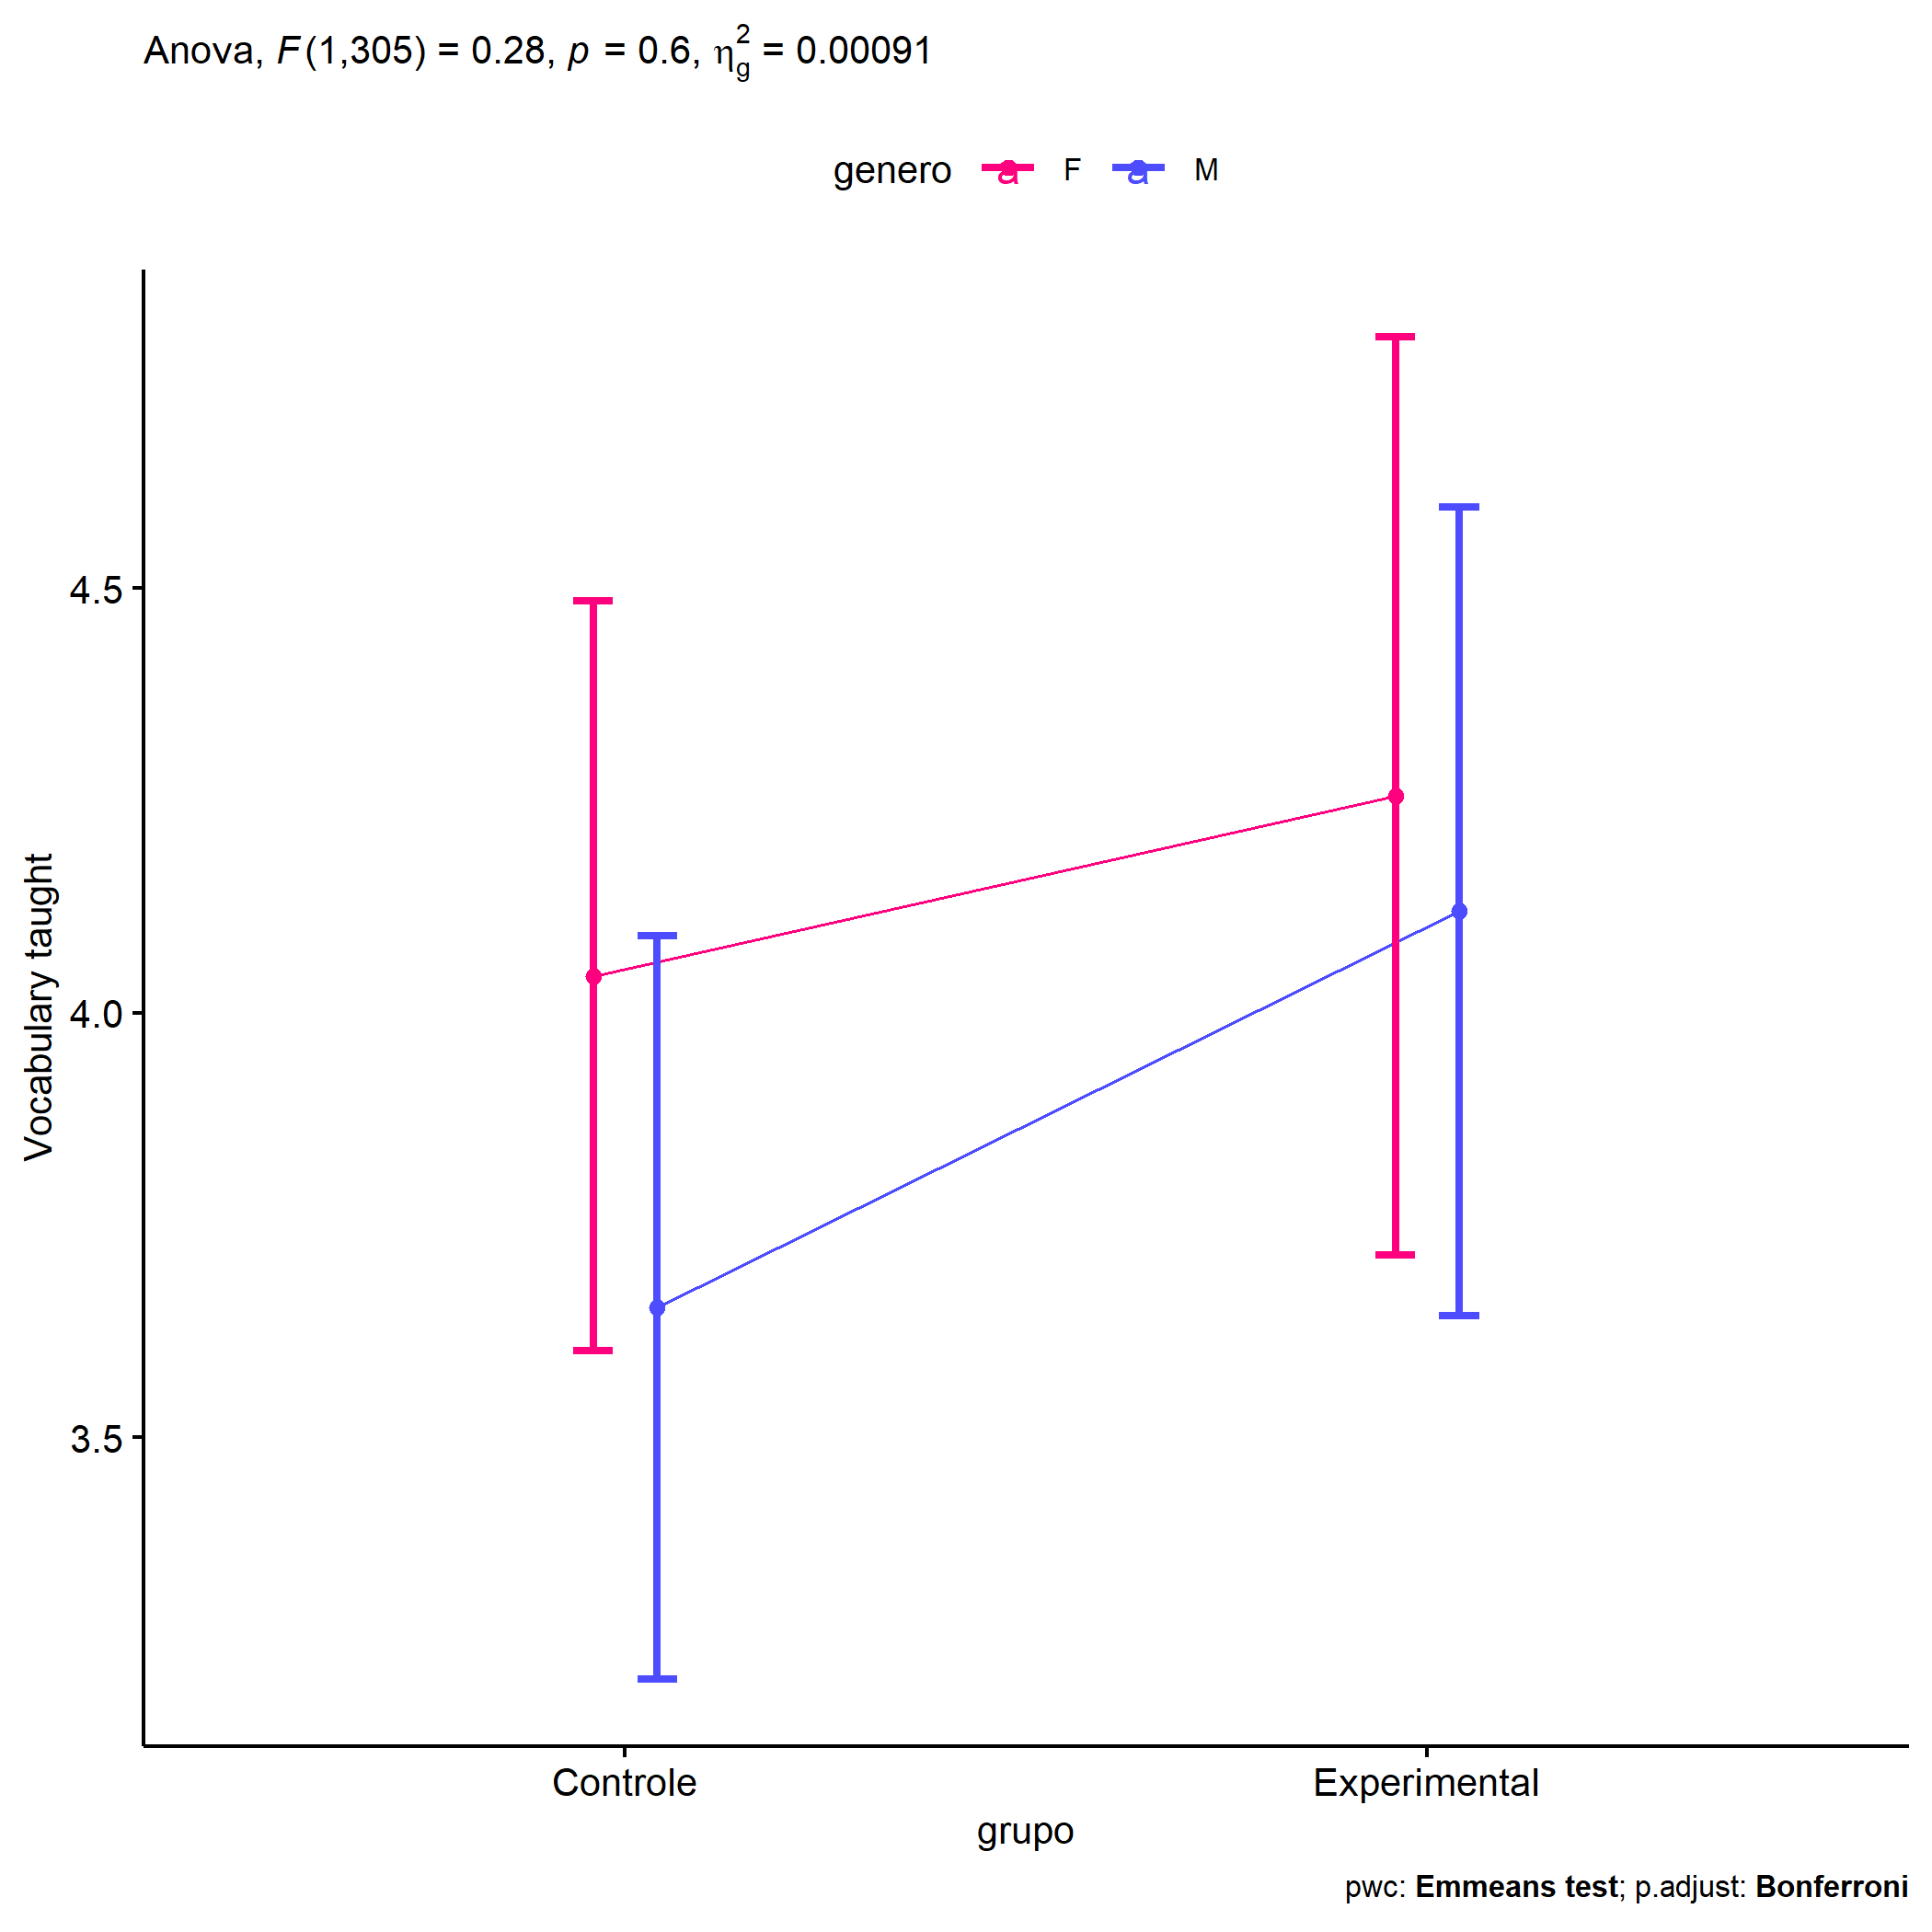 Anova, F(1,305) = 0.28, p = 0.6, η²g = 0.00091
genero a F a M
Vocabulary taught
4.5
4.0
3.5
Controle Experimental
grupo
pwc: Emmeans test; p.adjust: Bonferroni